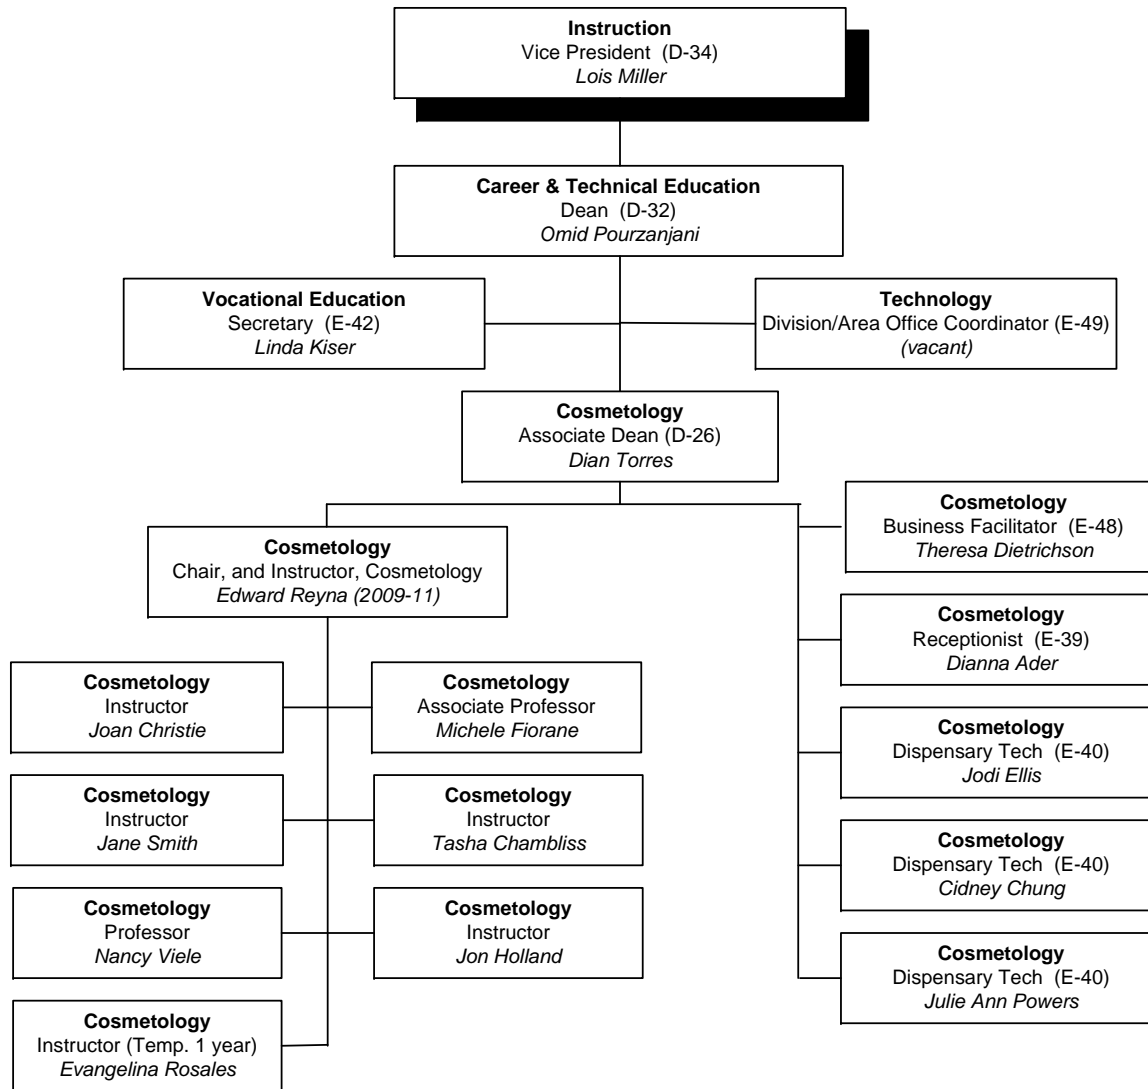 Instruction
Vice President (D-34)
Lois Miller
Career & Technical Education
Dean (D-32)
Omid Pourzanjani
Vocational Education
Secretary (E-42)
Linda Kiser
Technology
Division/Area Office Coordinator (E-49)
(vacant)
Cosmetology
Associate Dean (D-26)
Dian Torres
Cosmetology
Chair, and Instructor, Cosmetology
Edward Reyna (2009-11)
Cosmetology
Instructor
Joan Christie
Cosmetology
Associate Professor
Michele Fiorane
Cosmetology
Instructor
Jane Smith
Cosmetology
Instructor
Tasha Chambliss
Cosmetology
Professor
Nancy Viele
Cosmetology
Instructor
Jon Holland
Cosmetology
Instructor (Temp. 1 year)
Evangelina Rosales
Cosmetology
Business Facilitator (E-48)
Theresa Dietrichson
Cosmetology
Receptionist (E-39)
Dianna Ader
Cosmetology
Dispensary Tech (E-40)
Jodi Ellis
Cosmetology
Dispensary Tech (E-40)
Cidney Chung
Cosmetology
Dispensary Tech (E-40)
Julie Ann Powers